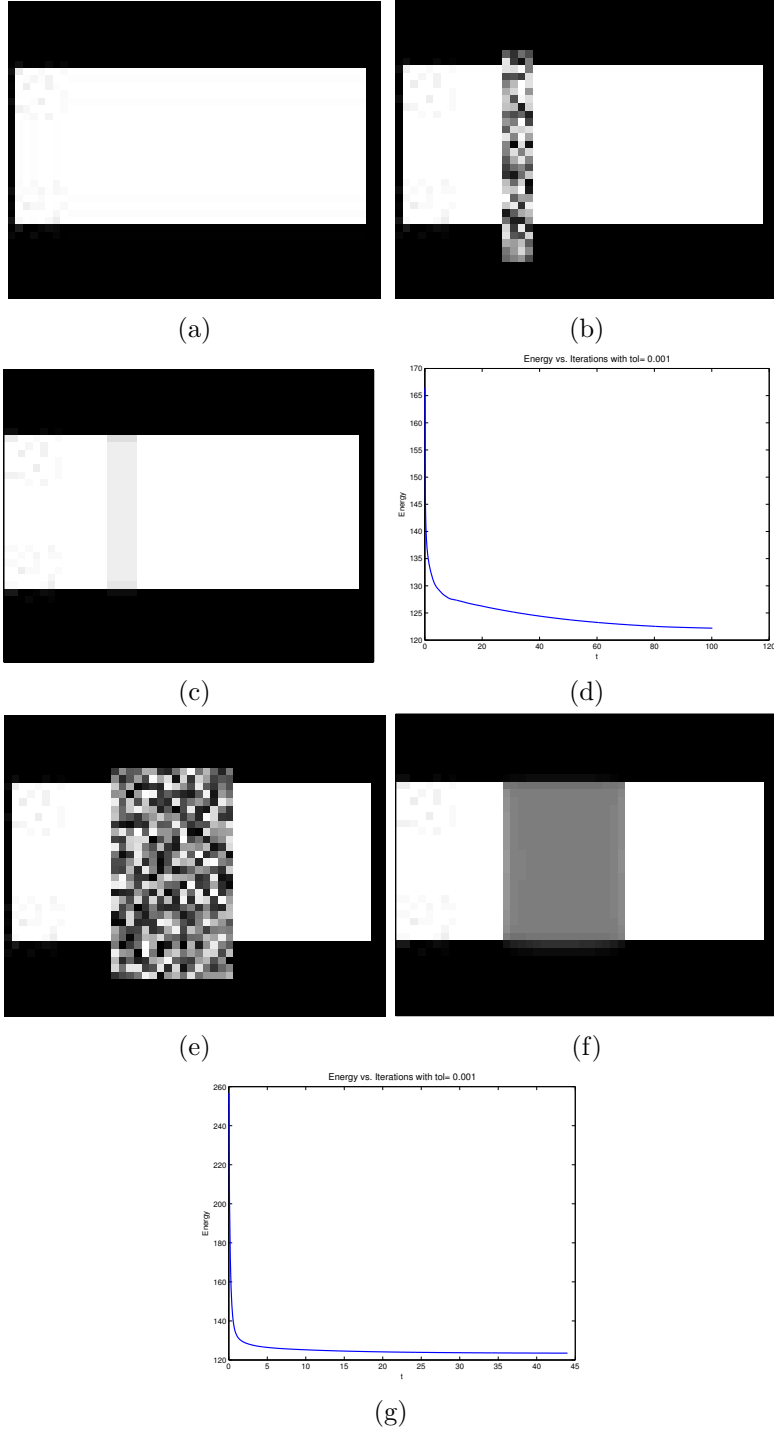 (a)
(b)
Energy vs. Iterations with tol= 0.001
170
165
160
155
150
145
140
135
130
125
120
Energy
0 20 40 60 80 100 120
t
(c)
(d)
(e)
(f)
Energy vs. Iterations with tol= 0.001
260
240
220
200
180
160
140
120
Energy
0 5 10 15 20 25 30 35 40 45
t
(g)